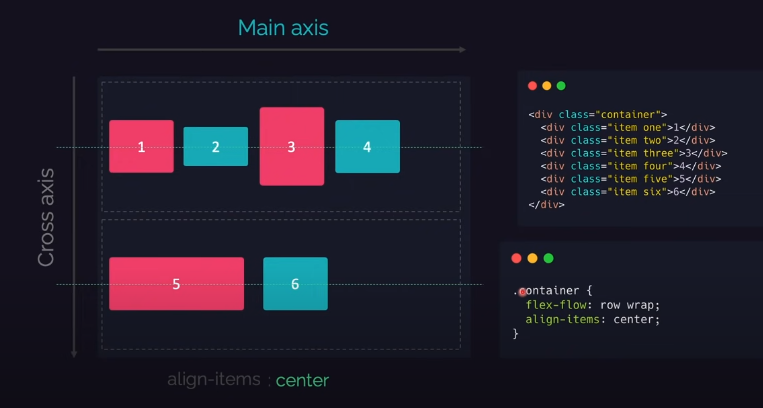 Main axis
Cross axis
1
2
3
4
5
6
align-items : center
<div class="container">
  <div class="item one">1</div>
  <div class="item two">2</div>
  <div class="item three">3</div>
  <div class="item four">4</div>
  <div class="item five">5</div>
  <div class="item six">6</div>
</div>
.container {
  flex-flow: row wrap;
  align-items: center;
}